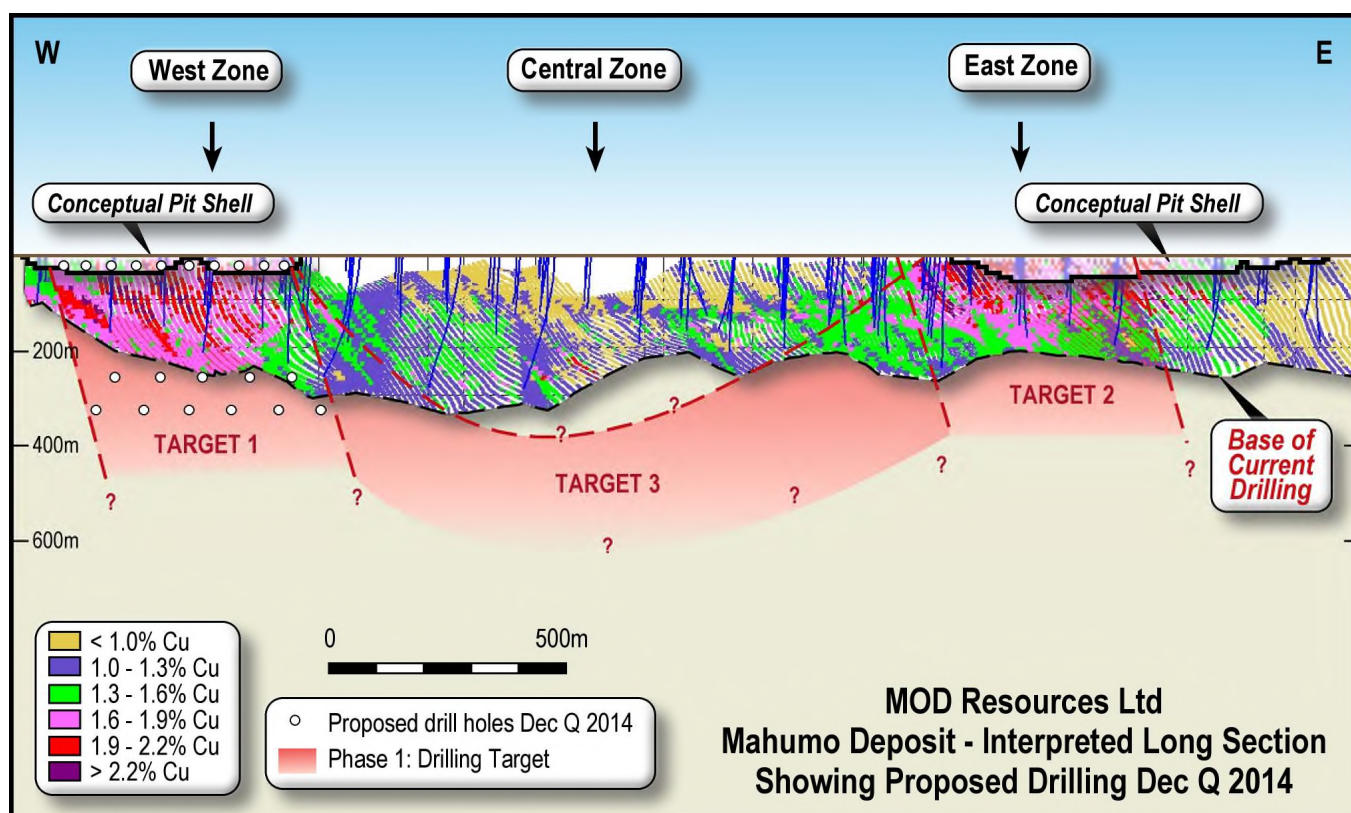 W
E
West Zone
Central Zone
East Zone
Conceptual Pit Shell
Conceptual Pit Shell
200m
400m
600m
TARGET 1
TARGET 2
TARGET 3
?
?
?
?
?
?
?
?
Base of
Current
Drilling
< 1.0% Cu
1.0 - 1.3% Cu
1.3 - 1.6% Cu
1.6 - 1.9% Cu
1.9 - 2.2% Cu
> 2.2% Cu
0
500m
Proposed drill holes Dec Q 2014
Phase 1: Drilling Target
MOD Resources Ltd
Mahumo Deposit - Interpreted Long Section
Showing Proposed Drilling Dec Q 2014